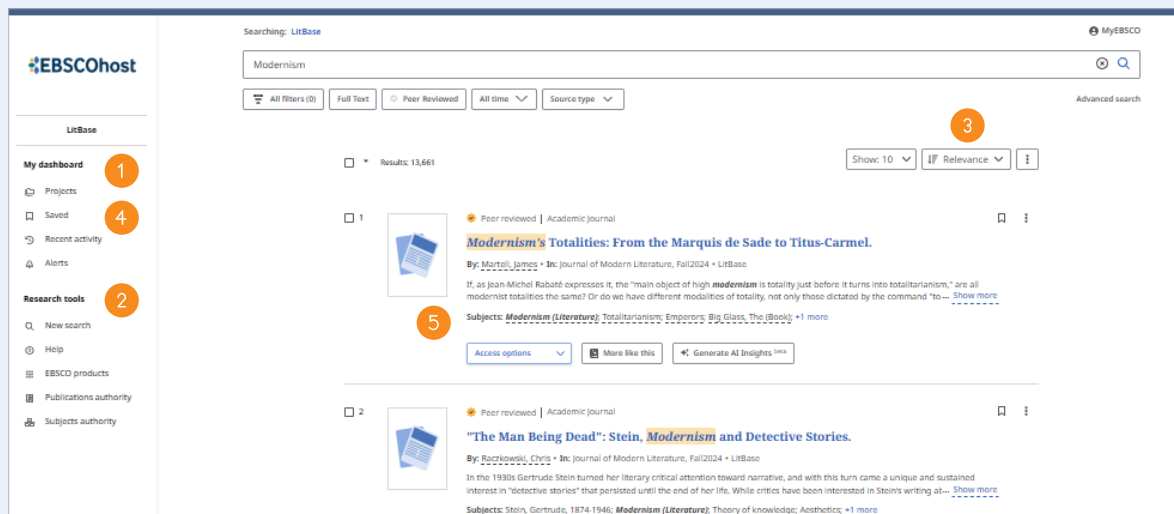 Searching: LitBase
MyEBSCO
EBSCOhost
Modernism
All filters (0)
Full Text
Peer Reviewed
All time
Source type
Advanced search
LitBase
My dashboard
1
Projects
Saved
4
Recent activity
Alerts
Research tools
2
New search
Help
EBSCO products
Publications authority
Subjects authority
3
Results: 13,661
Show: 10
Relevance
1
Peer reviewed | Academic Journal
Modernism's Totalities: From the Marquis de Sade to Titus-Carmel.
By: Martell, James • In: Journal of Modern Literature, Fall2024 • LitBase
If, as Jean-Michel Rabaté expresses it, the "main object of high modernism is totality just before it turns into totalitarianism," are all
modernist totalities the same? Or do we have different modalities of totality, not only those dictated by the command "to... Show more
5
Subjects: Modernism (Literature); Totalitarianism; Emperors; Big Glass, The (Book); +1 more
Access options
More like this
Generate AI Insights beta
2
Peer reviewed | Academic Journal
"The Man Being Dead": Stein, Modernism and Detective Stories.
By: Raczkowski, Chris • In: Journal of Modern Literature, Fall2024 • LitBase
In the 1930s Gertrude Stein turned her literary critical attention toward narrative, and with this turn came a unique and sustained
interest in "detective stories" that persisted until the end of her life. While critics have been interested in Stein's writing ab... Show more
Subjects: Stein, Gertrude, 1874-1946; Modernism (Literature); Theory of knowledge; Aesthetics; +1 more